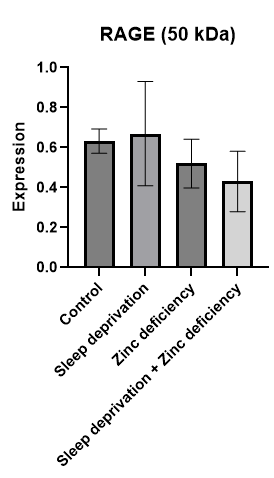 RAGE (50 kDa)
1.0
0.8
0.6
0.4
0.2
0.0
Expression
Control
Sleep deprivation
Zinc deficiency
Sleep deprivation + Zinc deficiency